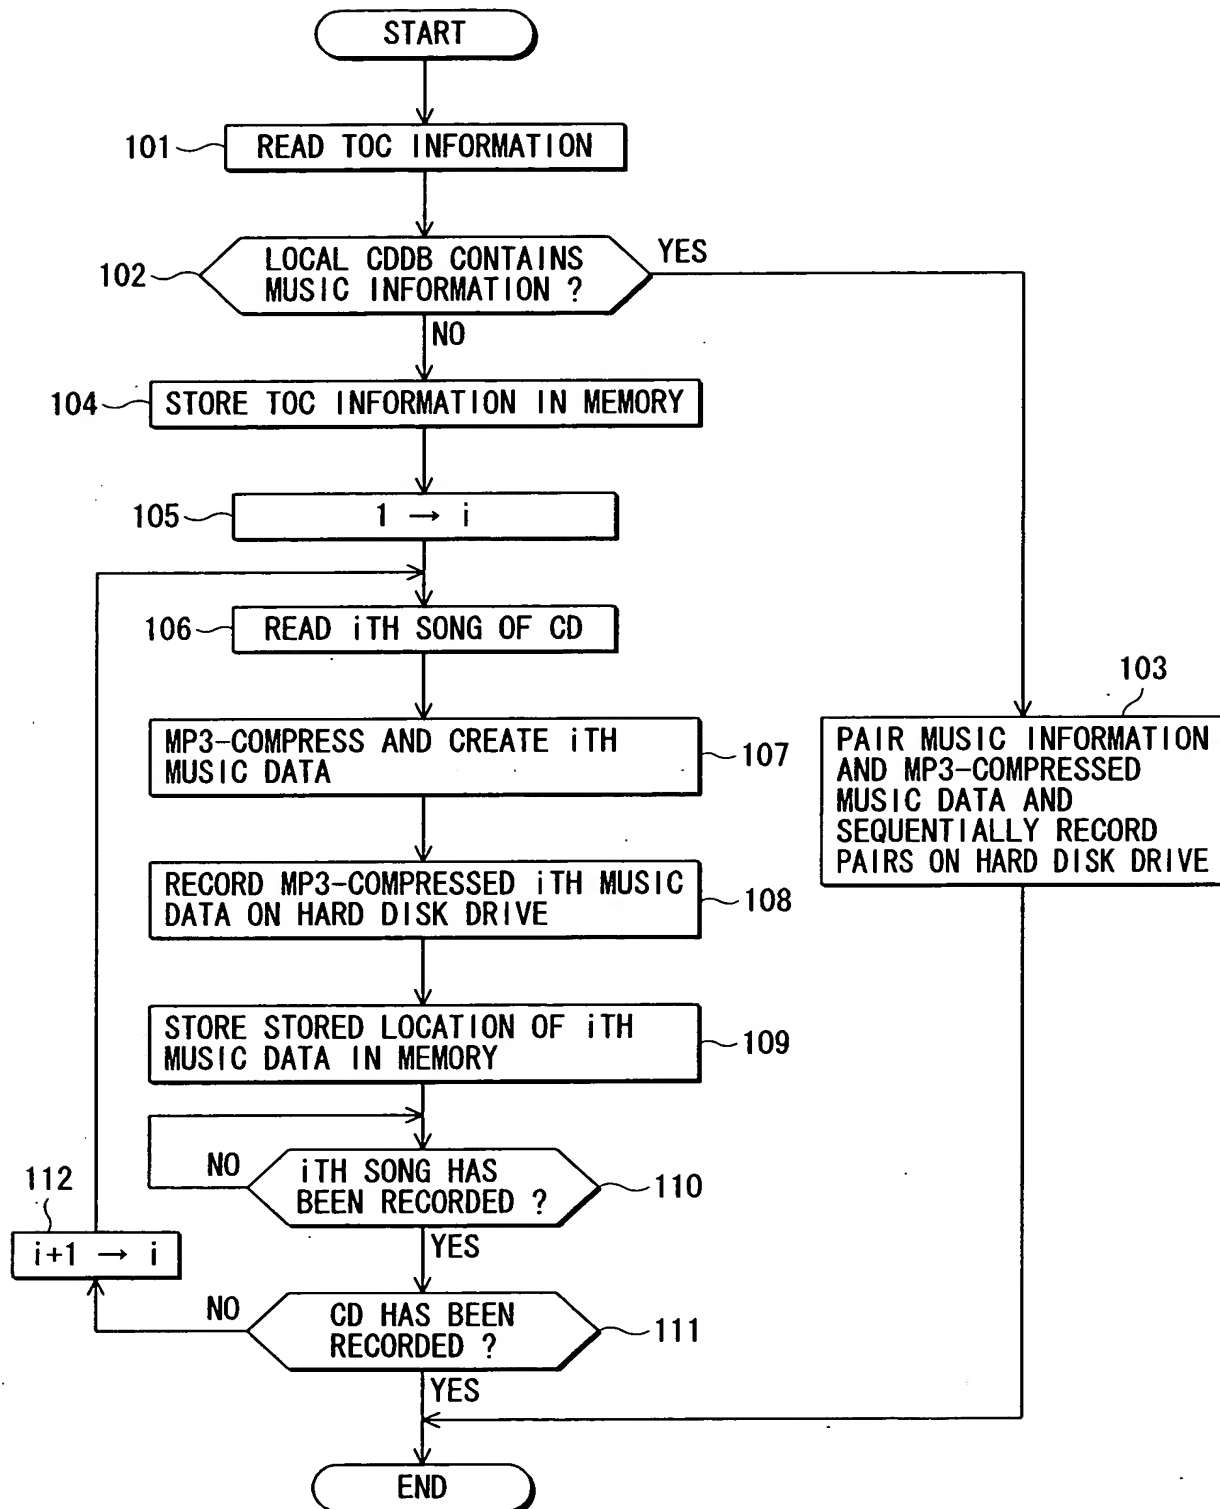 START
101
READ TOC INFORMATION
102
LOCAL CDDB CONTAINS
MUSIC INFORMATION ?
YES
NO
104
STORE TOC INFORMATION IN MEMORY
105
1 → i
106
READ iTH SONG OF CD
103
PAIR MUSIC INFORMATION
AND MP3-COMPRESSED
MUSIC DATA AND
SEQUENTIALLY RECORD
PAIRS ON HARD DISK DRIVE
MP3-COMPRESS AND CREATE iTH
MUSIC DATA
107
RECORD MP3-COMPRESSED iTH MUSIC
DATA ON HARD DISK DRIVE
108
STORE STORED LOCATION OF iTH
MUSIC DATA IN MEMORY
109
NO
iTH SONG HAS
BEEN RECORDED ?
110
112
i+1 → i
YES
NO
CD HAS BEEN
RECORDED ?
111
YES
END